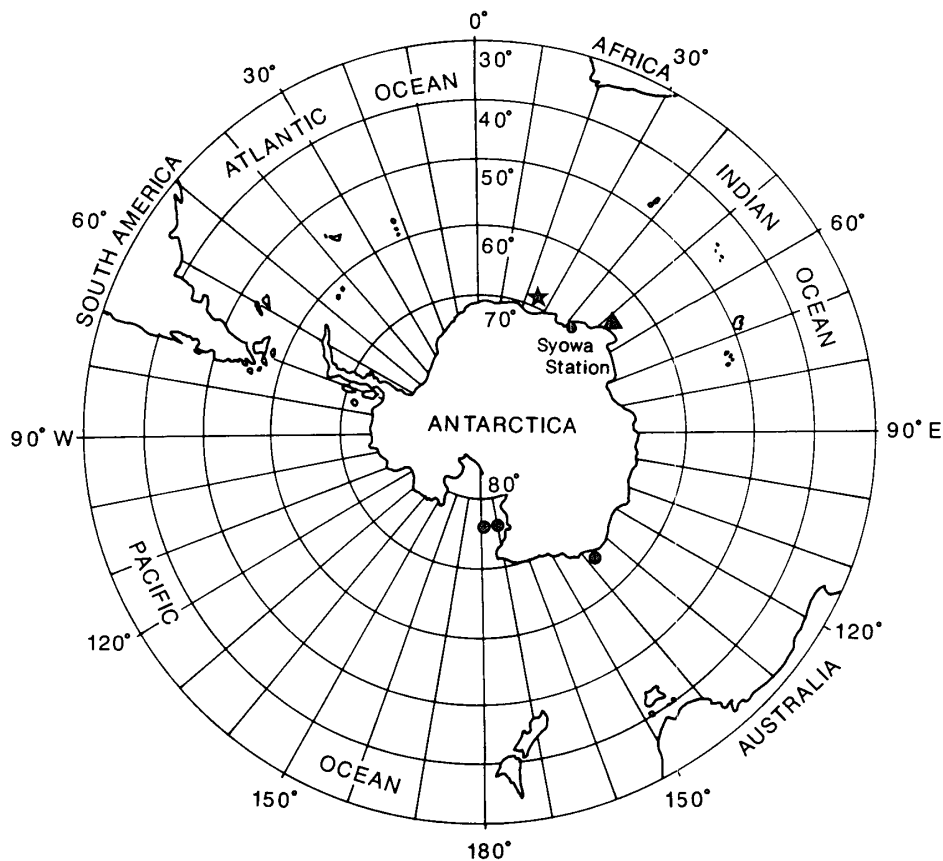 0°
AFRICA
30°
30°
30°
OCEAN
ATLANTIC
40°
50°
INDIAN
SOUTH AMERICA
60°
60°
60°
OCEAN
70°
Syowa
Station
ANTARCTICA
90° W
90° E
80°
PACIFIC
120°
120°
AUSTRALIA
OCEAN
150°
150°
180°